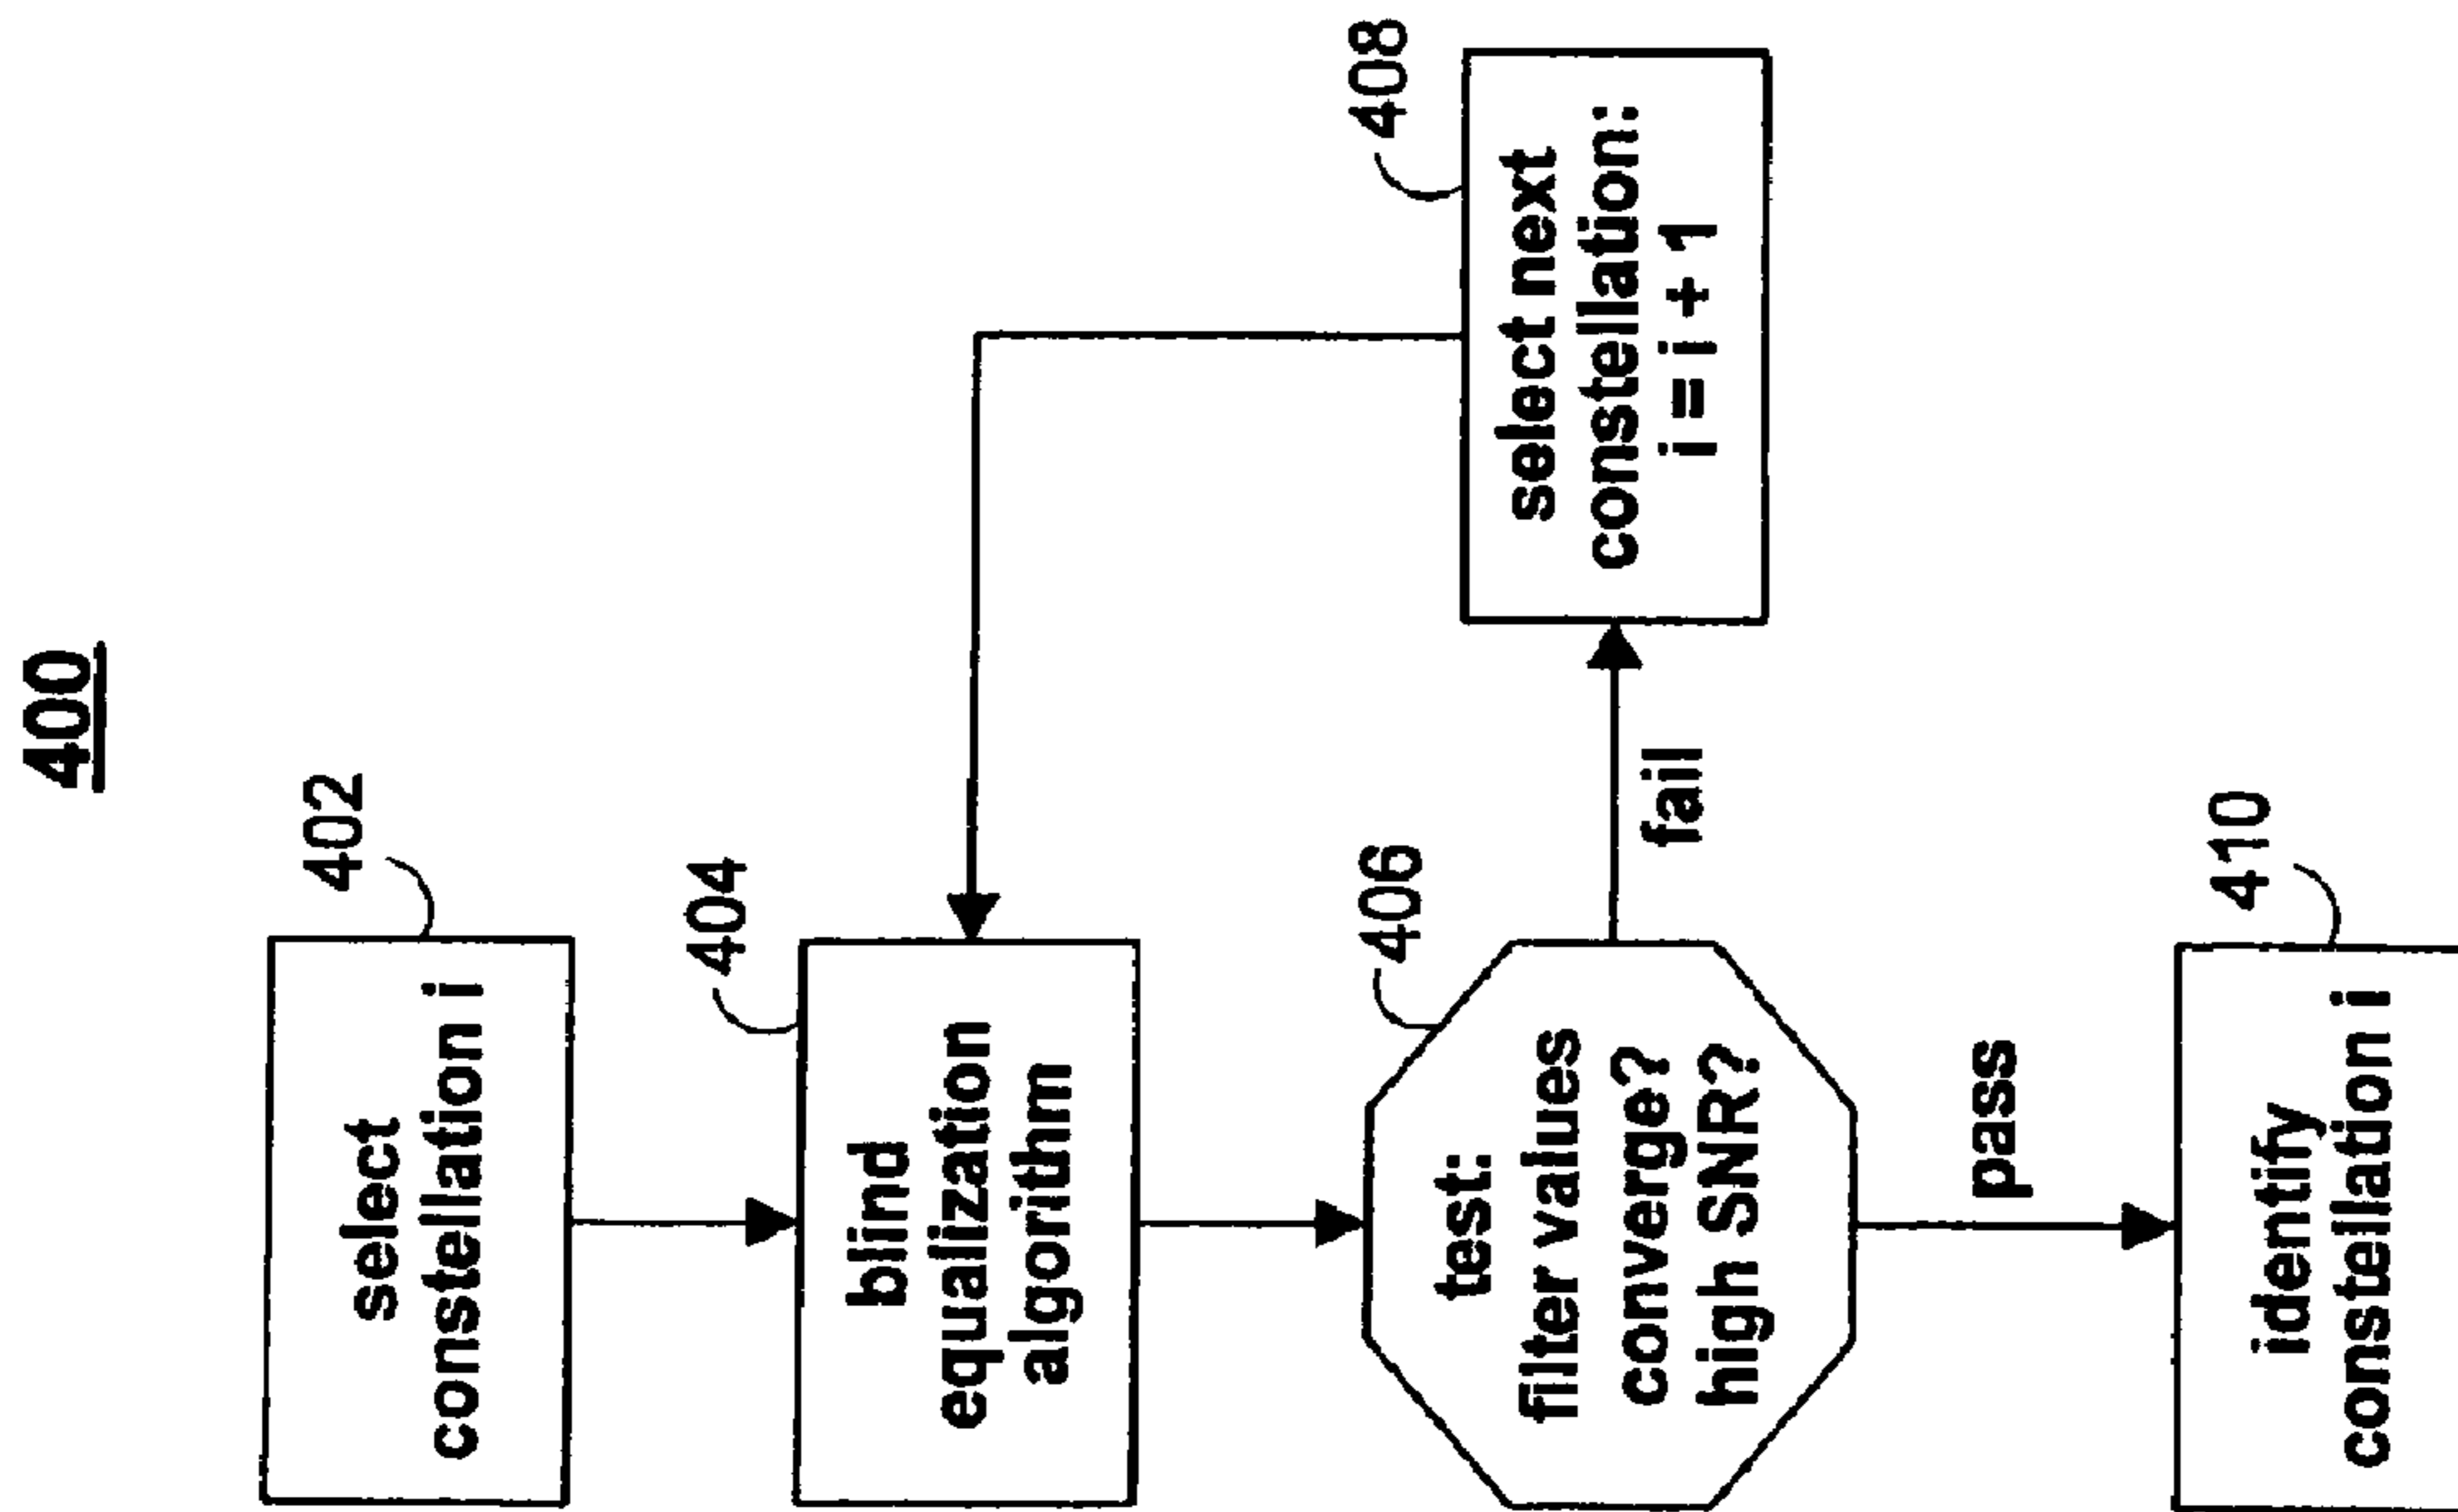 400
402
select
constellation i
404
blind
equalization
algorithm
406
test:
filter values
converge?
high SNR?
fail
408
select next
constellation:
i = i + 1
pass
410
identity
constellation i